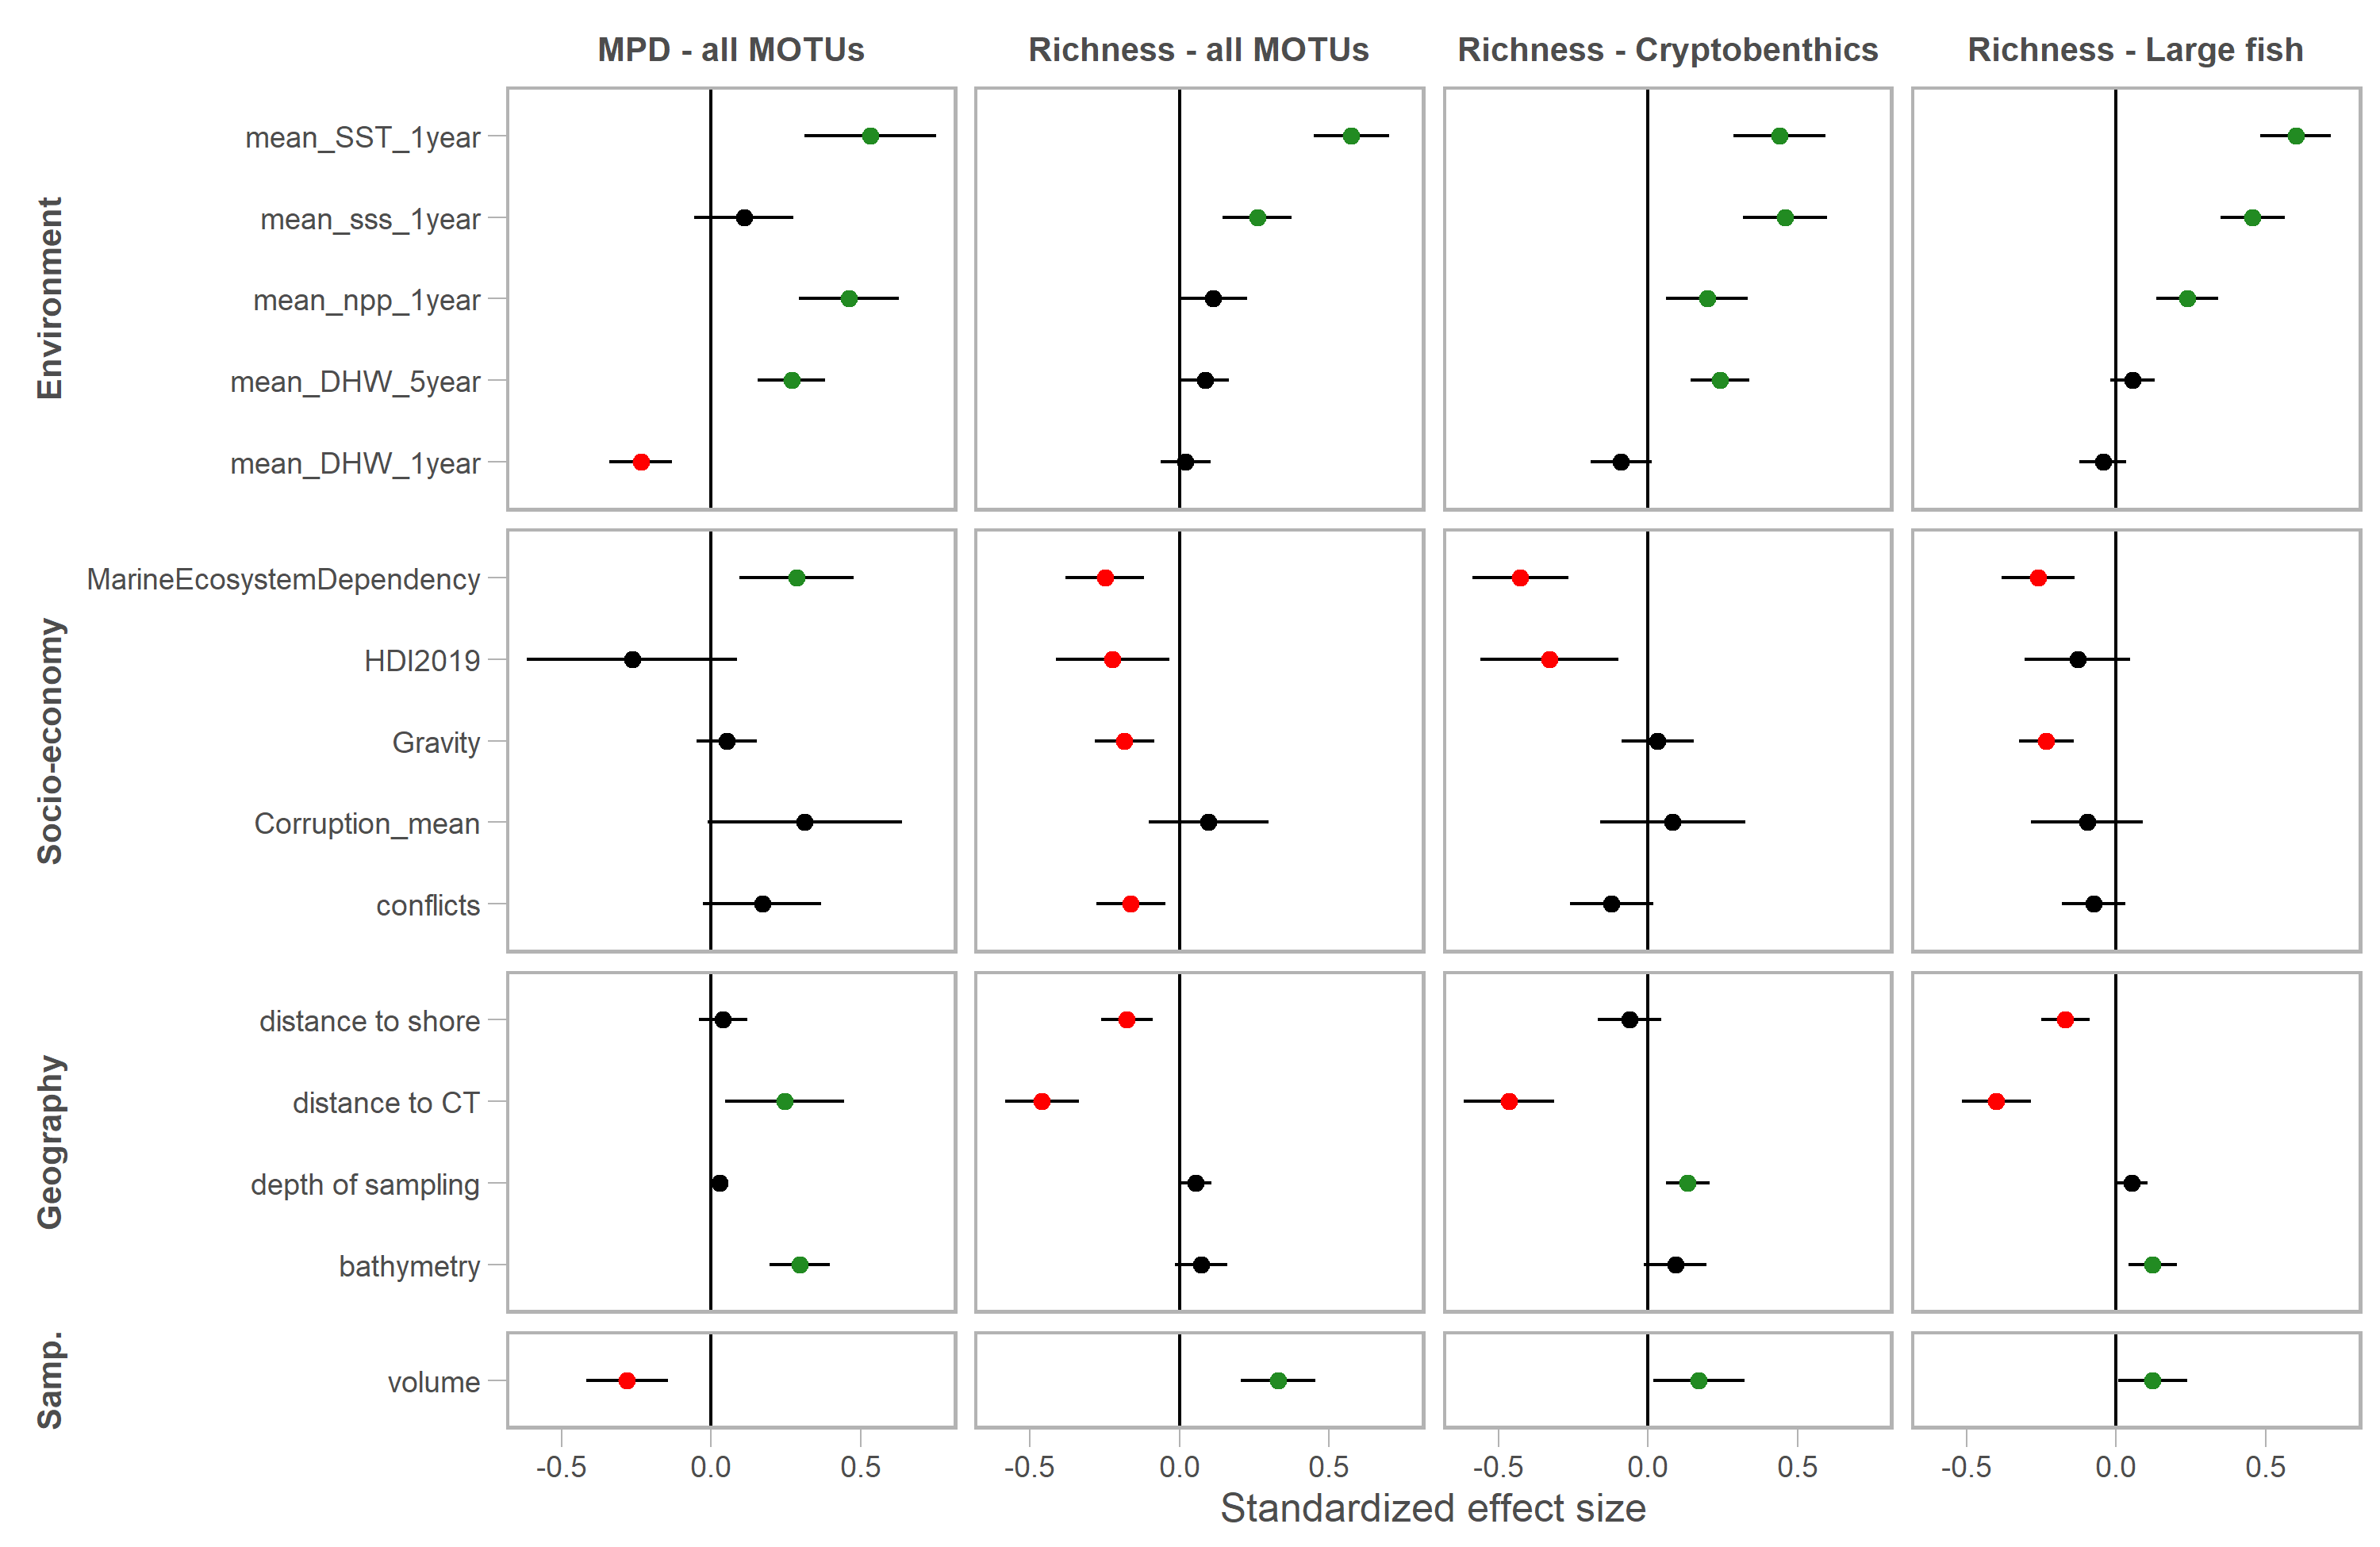 MPD - all MOTUs Richness - all MOTUs Richness - Cryptobenthics Richness - Large fish
Environment
mean_SST_1year
mean_sss_1year
mean_npp_1year
mean_DHW_5year
mean_DHW_1year
Socio-economy
MarineEcosystemDependency
HDI2019
Gravity
Corruption_mean
conflicts
Geography
distance to shore
distance to CT
depth of sampling
bathymetry
Samp.
volume
-0.5 0.0 0.5 -0.5 0.0 0.5 -0.5 0.0 0.5 -0.5 0.0 0.5
Standardized effect size